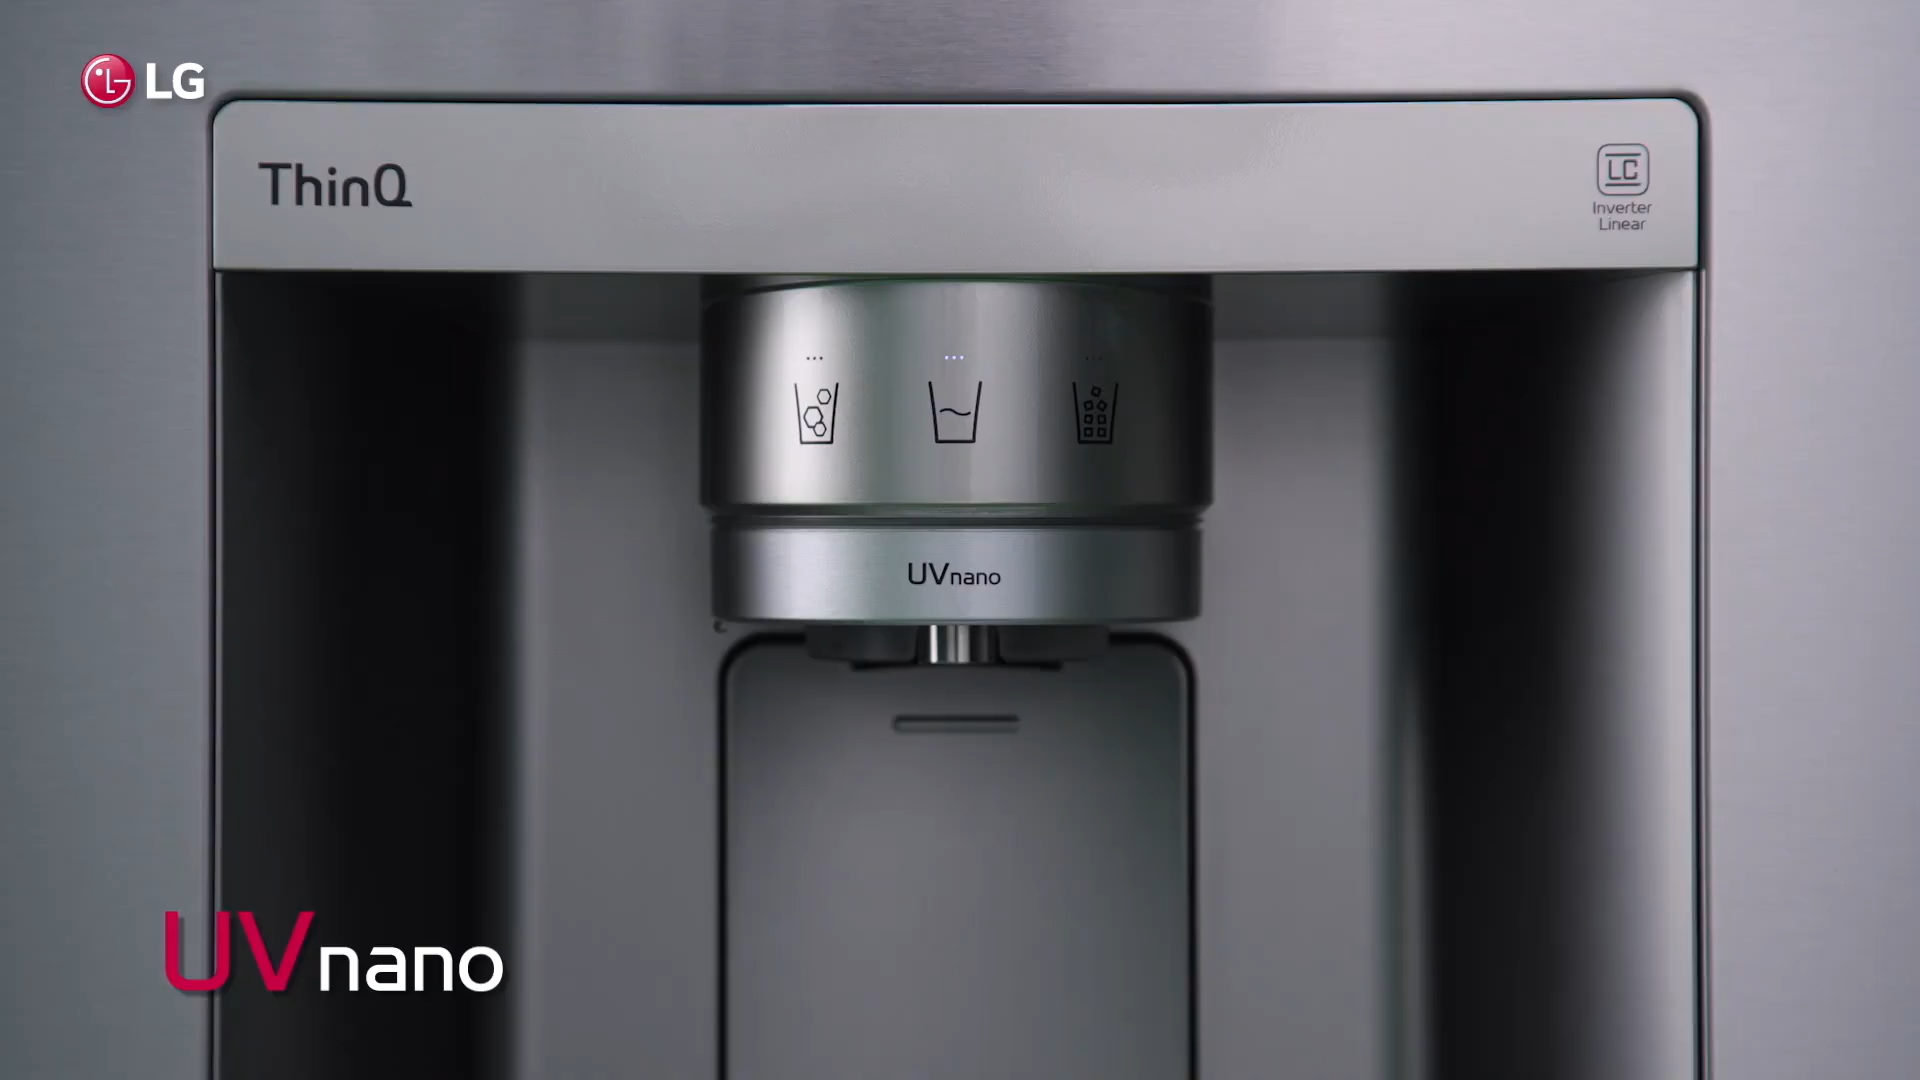 LG
ThinQ
LC
Inverter
Linear
UVnano
UVnano